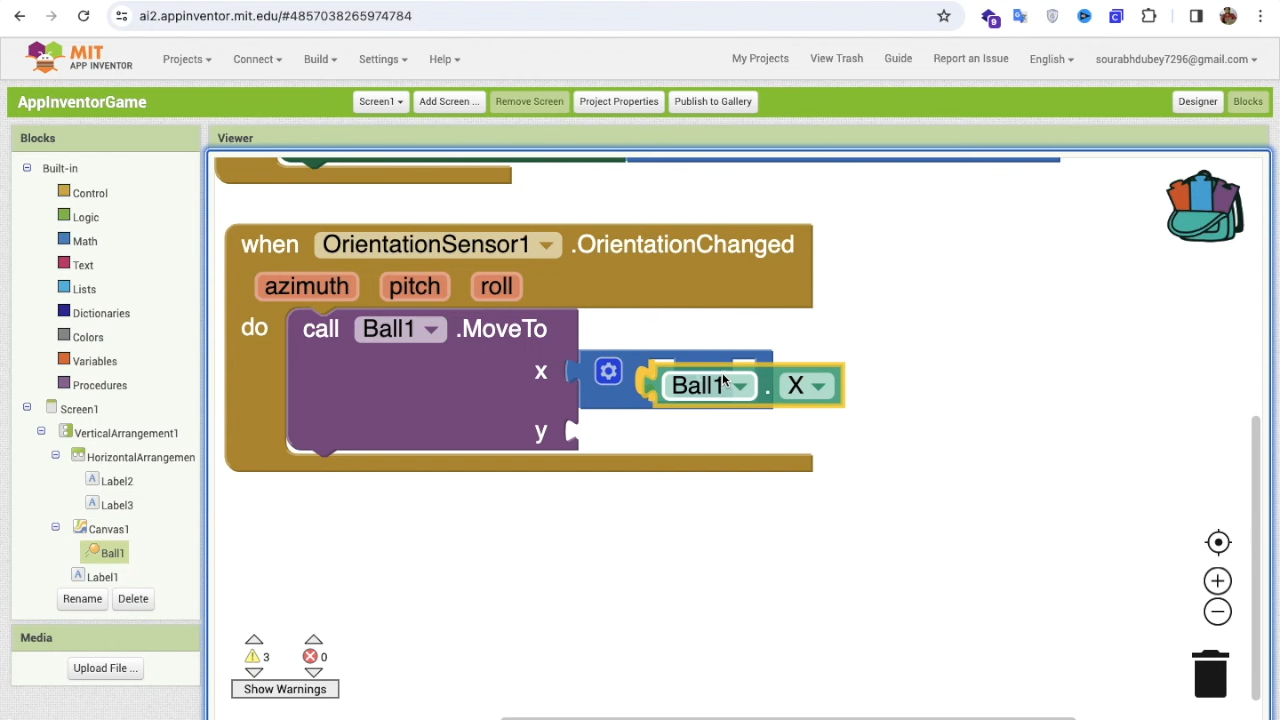 ai2.appinventor.mit.edu/#4857038265974784
9
MIT
APP INVENTOR
Projects Connect Build Settings Help My Projects View Trash Guide Report an Issue English sourabhdubey7296@gmail.com
AppInventorGame Screen1 Add Screen ... Remove Screen Project Properties Publish to Gallery Designer Blocks
Blocks
Viewer
Built-in
Control
Logic
Math
Text
Lists
Dictionaries
Colors
Variables
Procedures
Screen1
VerticalArrangement1
HorizontalArrangemen
A Label2
A Label3
Canvas1
Ball1
A Label1
Rename Delete
Media
Upload File ...
when OrientationSensor1 .OrientationChanged
azimuth pitch roll
do call Ball1 .MoveTo
x Ball1 . X
y
3 0
Show Warnings